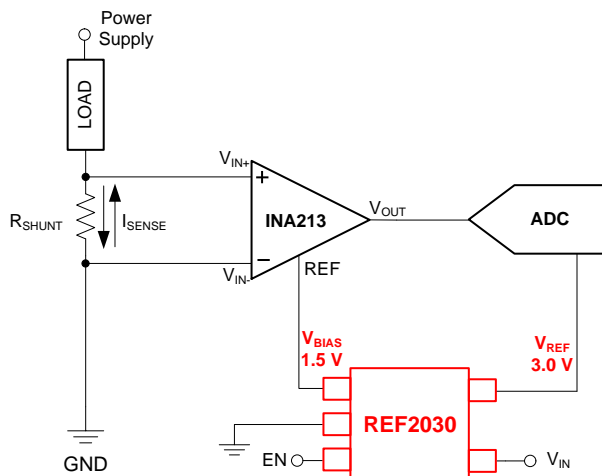 Power
Supply
LOAD
VIN+
+
INA213
VOUT
ADC
RSHUNT
ISENSE
−
VIN-
REF
VBIAS
1.5 V
VREF
3.0 V
REF2030
EN
VIN
GND